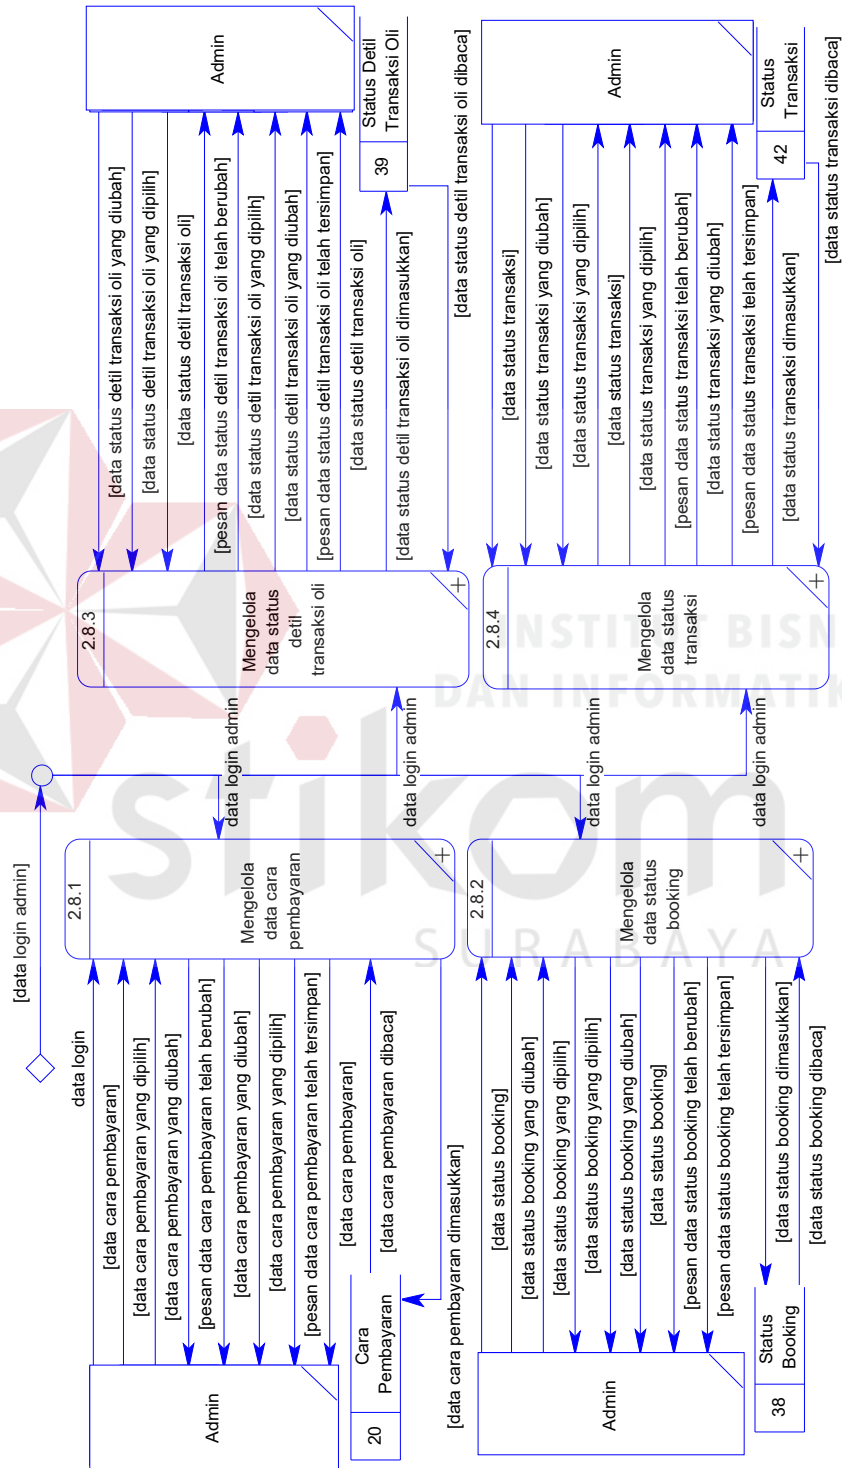 [data login admin]
data login
[data cara pembayaran]
[data cara pembayaran yang dipilih]
[data cara pembayaran yang diubah]
[pesan data cara pembayaran telah berubah]
[data cara pembayaran yang diubah]
[data cara pembayaran yang dipilih]
[pesan data cara pembayaran telah tersimpan]
[data cara pembayaran]
[data cara pembayaran dibaca]
[data cara pembayaran dimasukkan]
Admin
20
Cara
Pembayaran
2.8.1
Mengelola
data cara
pembayaran
data login admin
data login admin
2.8.3
Mengelola
data status
detil
transaksi oli
[data status detil transaksi oli yang diubah]
[data status detil transaksi oli yang dipilih]
[data status detil transaksi oli]
[pesan data status detil transaksi oli telah berubah]
[data status detil transaksi oli yang dipilih]
[data status detil transaksi oli yang diubah]
[pesan data status detil transaksi oli telah tersimpan]
[data status detil transaksi oli]
[data status detil transaksi oli dimasukkan]
[data status detil transaksi oli dibaca]
Admin
39
Status Detil
Transaksi Oli
[data status booking]
[data status booking yang diubah]
[data status booking yang dipilih]
[data status booking yang dipilih]
[data status booking yang diubah]
[data status booking]
[pesan data status booking telah berubah]
[pesan data status booking telah tersimpan]
[data status booking dimasukkan]
[data status booking dibaca]
Admin
38
Status
Booking
2.8.2
Mengelola
data status
booking
data login admin
data login admin
2.8.4
Mengelola
data status
transaksi
[data status transaksi]
[data status transaksi yang diubah]
[data status transaksi yang dipilih]
[data status transaksi]
[data status transaksi yang dipilih]
[pesan data status transaksi telah berubah]
[data status transaksi yang diubah]
[pesan data status transaksi telah tersimpan]
[data status transaksi dimasukkan]
[data status transaksi dibaca]
Admin
42
Status
Transaksi
INSTITUT BISN
DAN INFORMATIK
stikom
SURABAYA